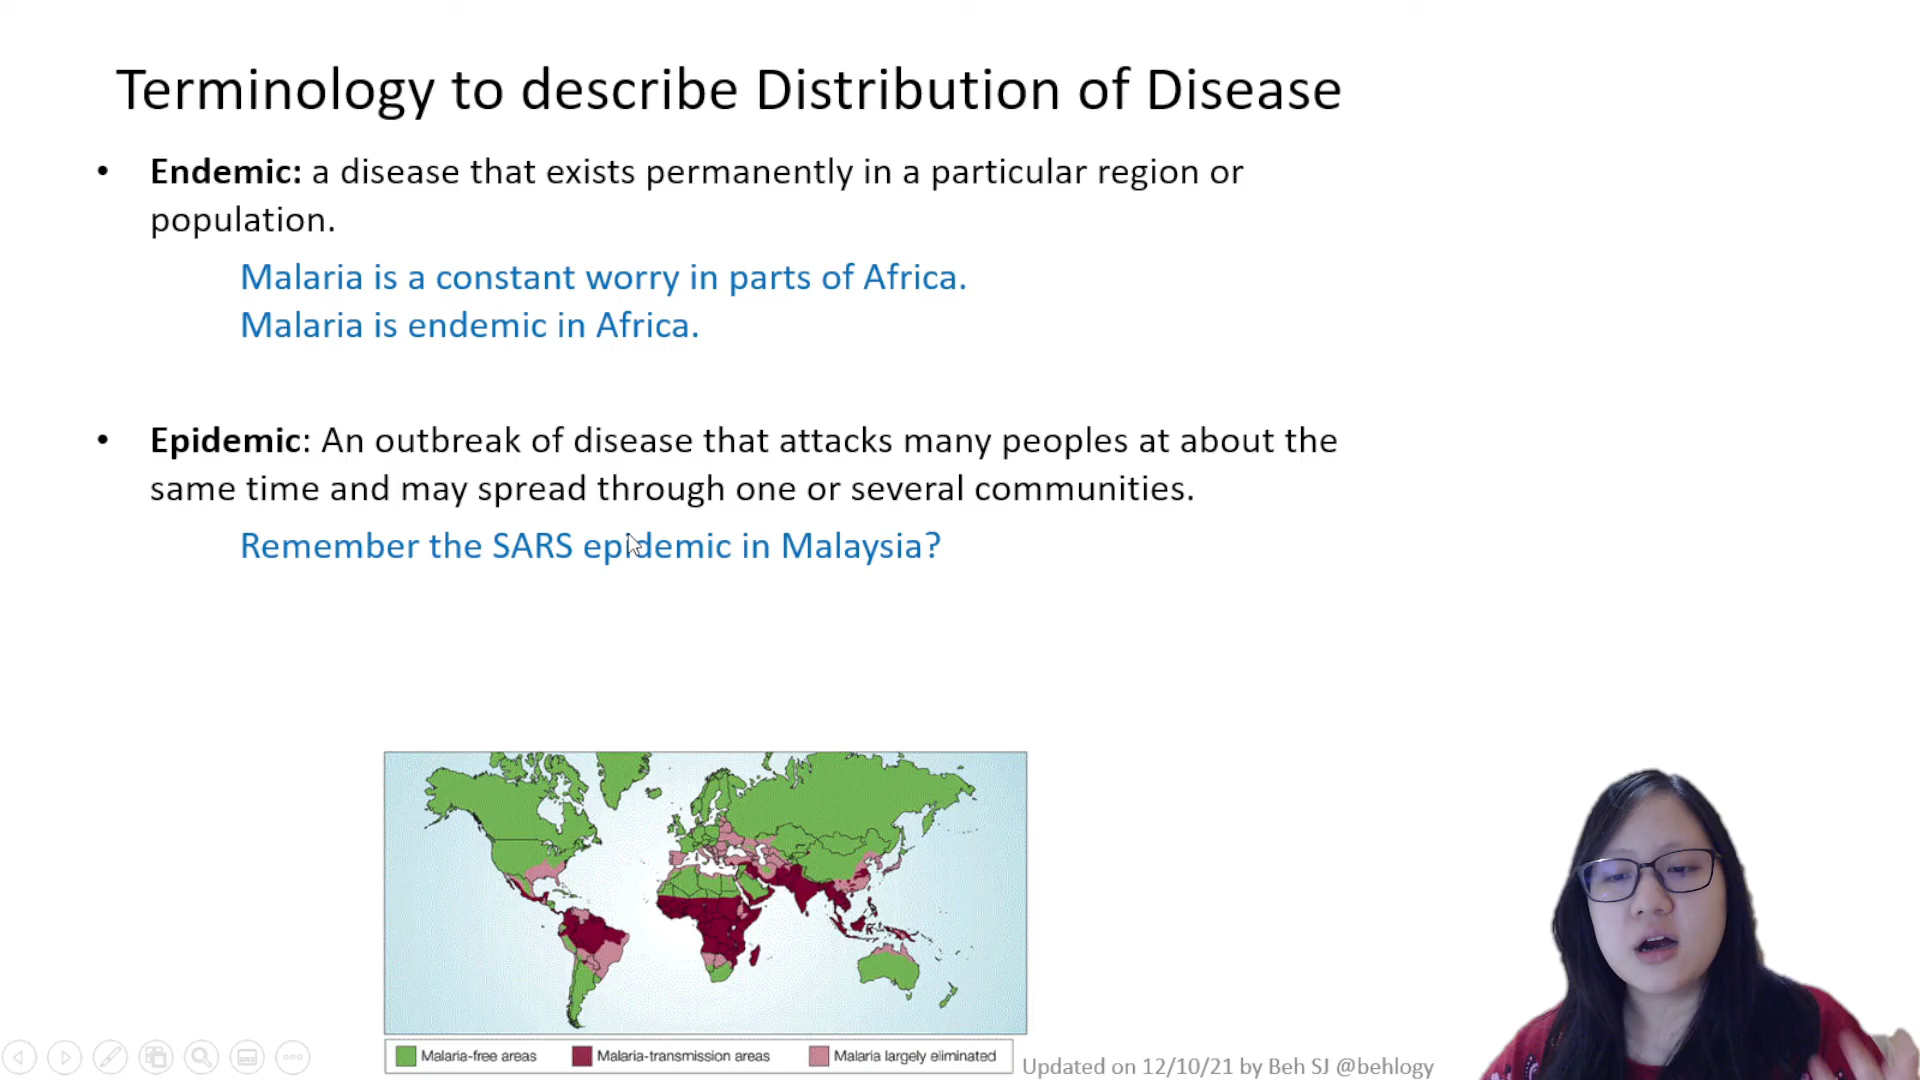 Terminology to describe Distribution of Disease
• Endemic: a disease that exists permanently in a particular region or
population.
Malaria is a constant worry in parts of Africa.
Malaria is endemic in Africa.
• Epidemic: An outbreak of disease that attacks many peoples at about the
same time and may spread through one or several communities.
Remember the SARS epidemic in Malaysia?
Malaria-free areas Malaria-transmission areas Malaria largely eliminated
Updated on 12/10/21 by Beh SJ @behlogy